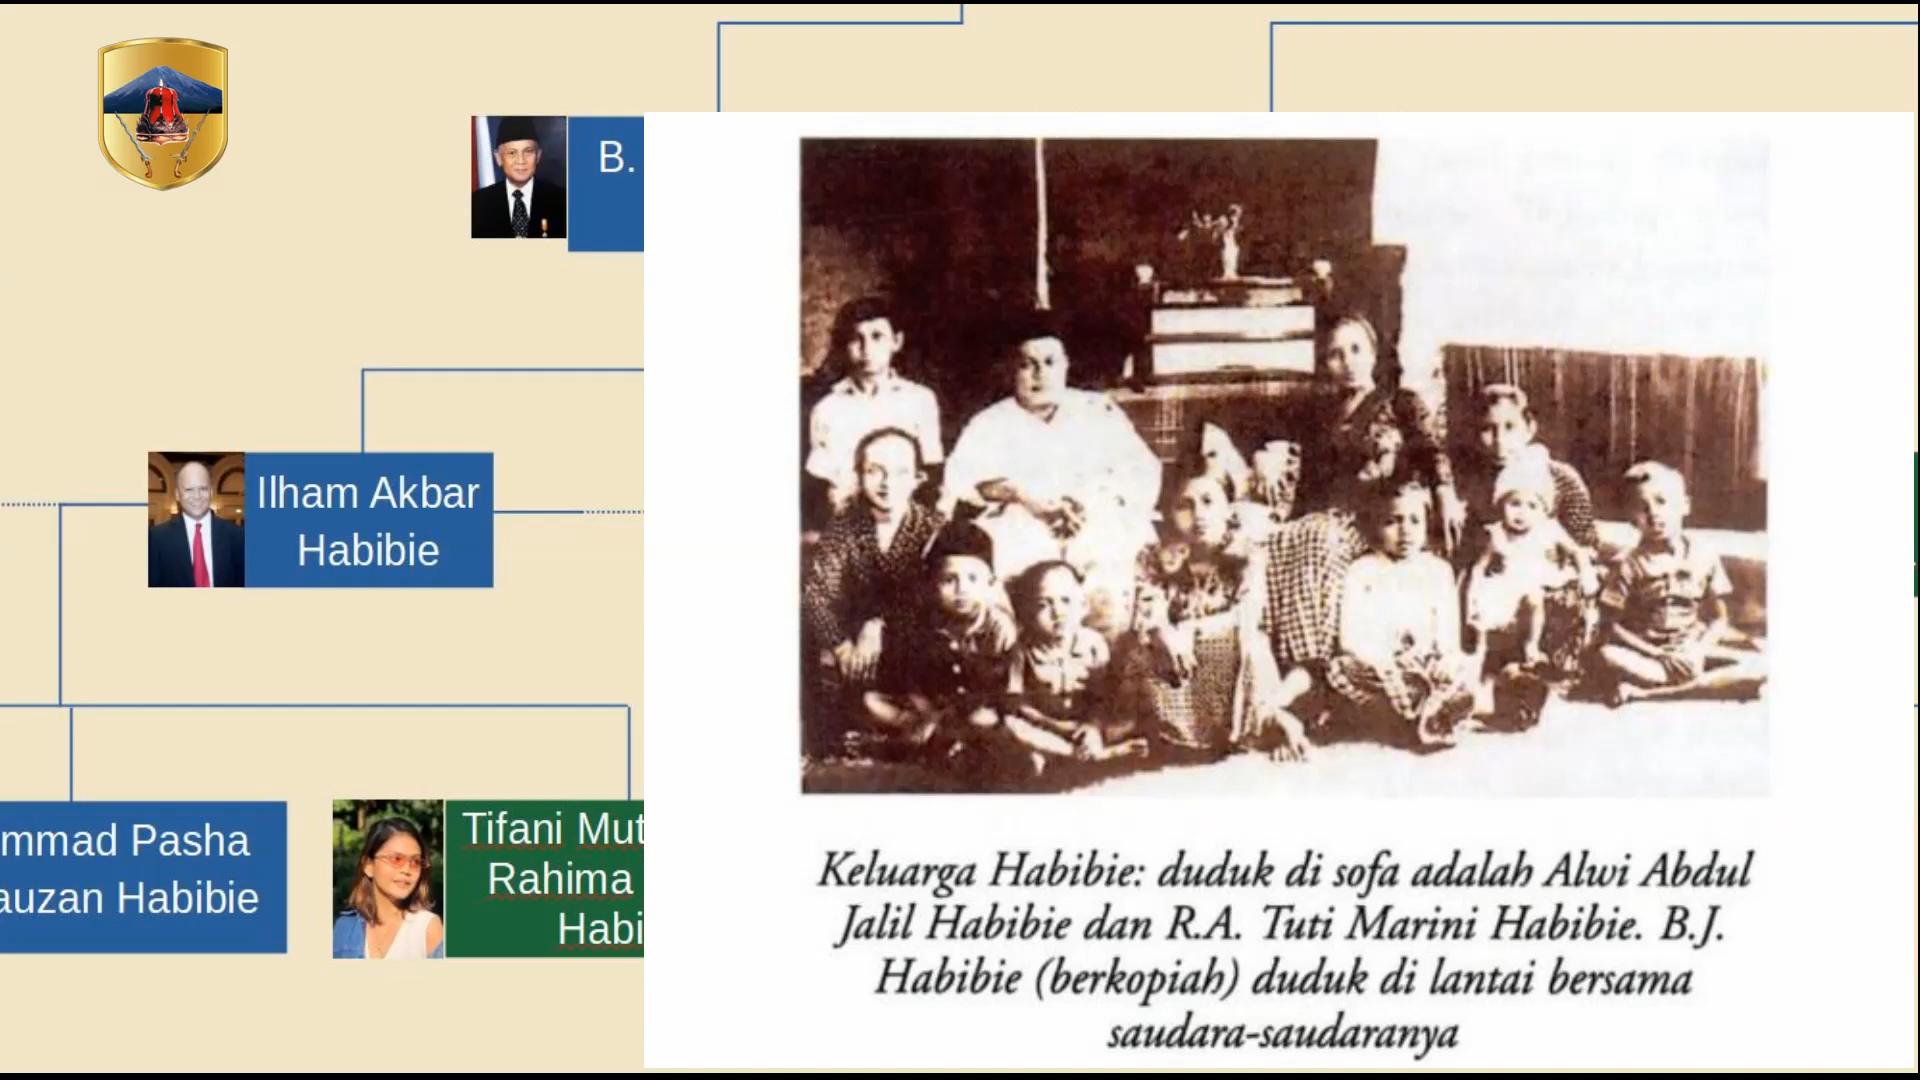 B.
Ilham Akbar
Habibie
mmad Pasha
auzan Habibie
Tifani Mut
Rahima
Habi
Keluarga Habibie: duduk di sofa adalah Alwi Abdul
Jalil Habibie dan R.A. Tuti Marini Habibie. B.J.
Habibie (berkopiah) duduk di lantai bersama
saudara-saudaranya